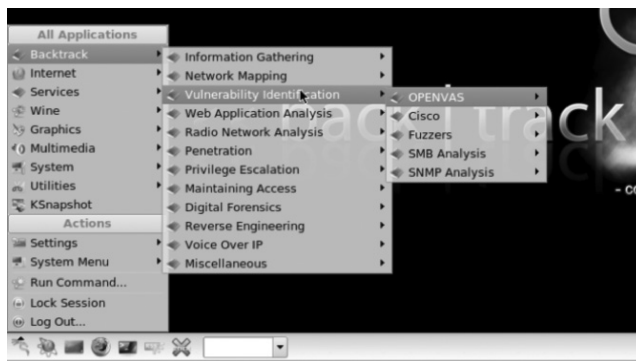 All Applications
Backtrack
Internet
Services
Wine
Graphics
Multimedia
System
Utilities
KSnapshot
Actions
Settings
System Menu
Run Command...
Lock Session
Log Out...
Information Gathering
Network Mapping
Vulnerability Identification
Web Application Analysis
Radio Network Analysis
Penetration
Privilege Escalation
Maintaining Access
Digital Forensics
Reverse Engineering
Voice Over IP
Miscellaneous
OPENVAS
Cisco
Fuzzers
SMB Analysis
SNMP Analysis
back | track
- co